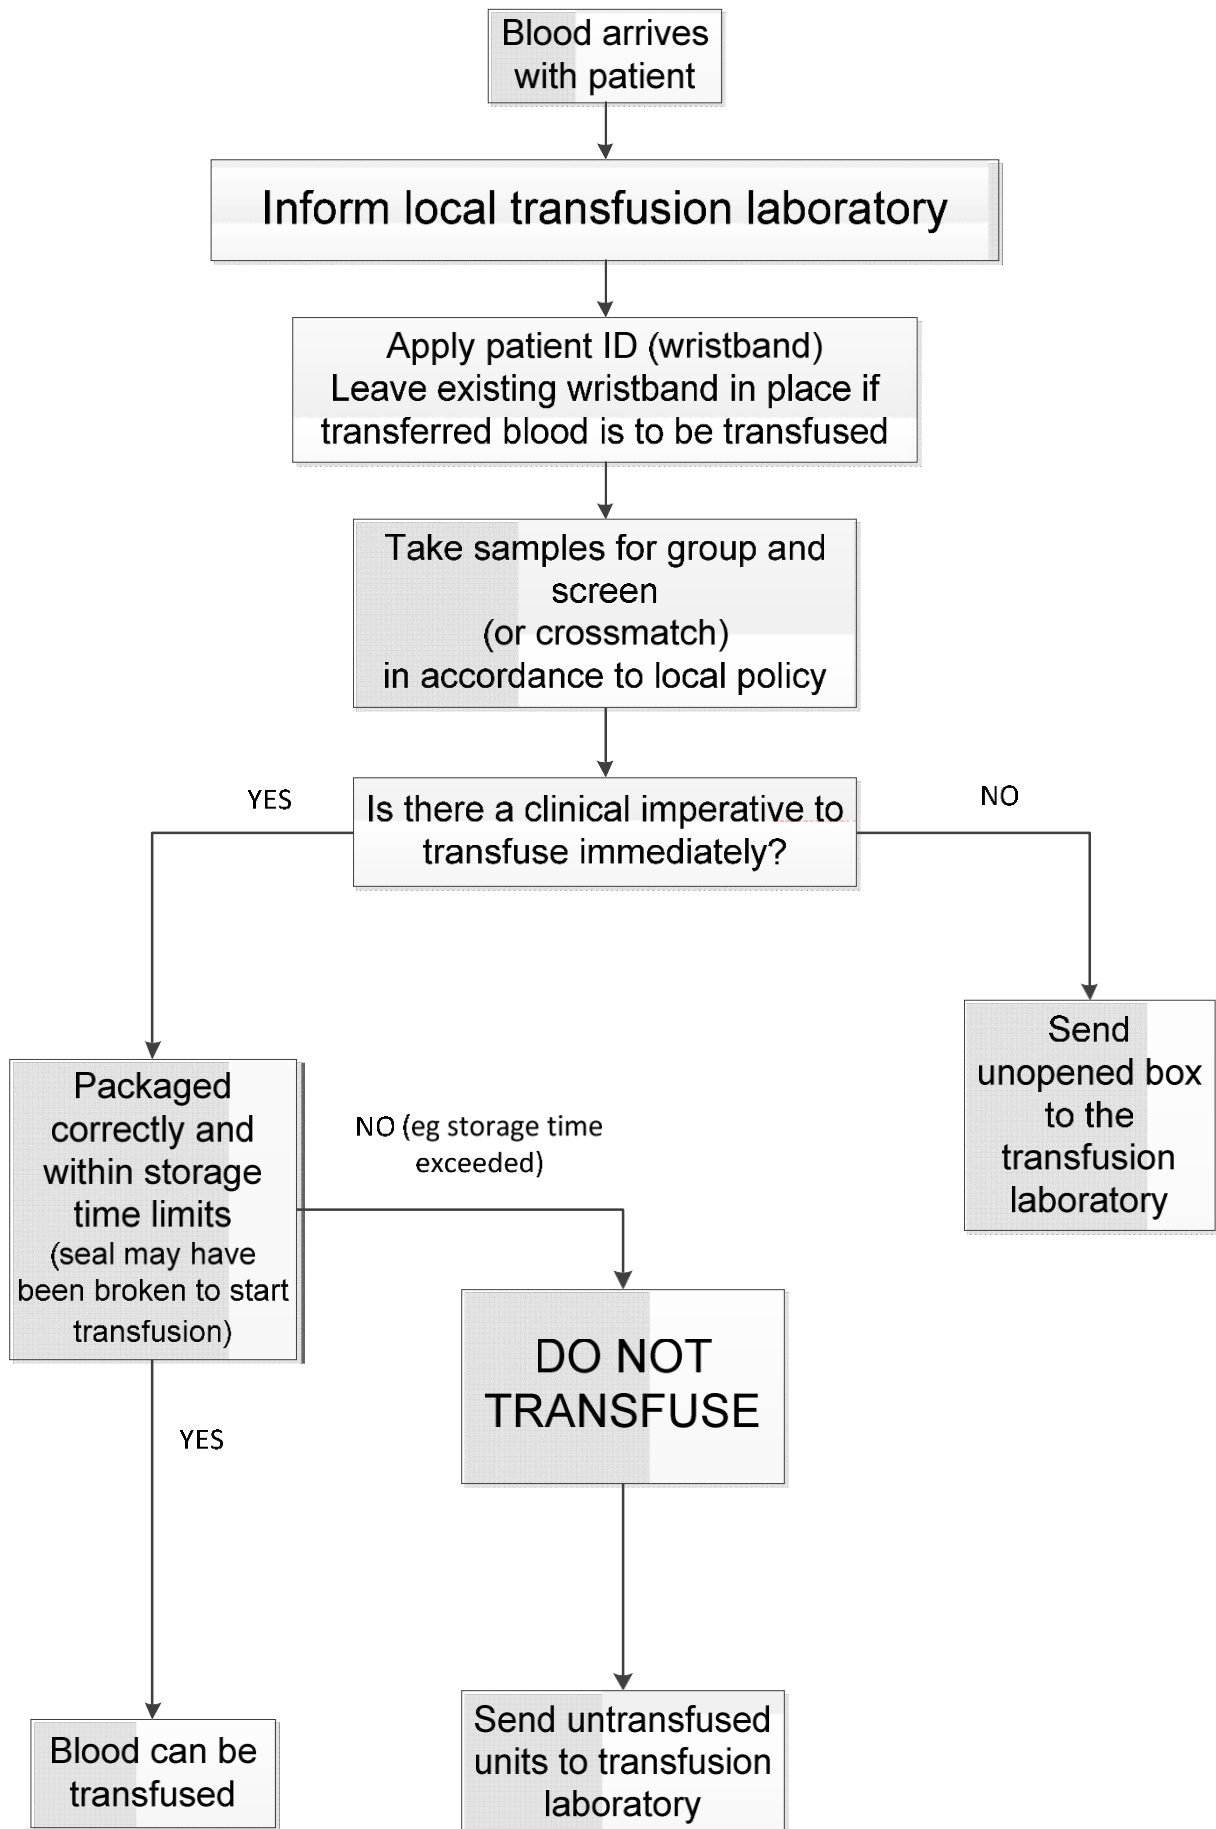 Blood arrives
with patient
Inform local transfusion laboratory
Apply patient ID (wristband)
Leave existing wristband in place if
transferred blood is to be transfused
Take samples for group and
screen
(or crossmatch)
in accordance to local policy
Is there a clinical imperative to
transfuse immediately?
YES
NO
Packaged
correctly and
within storage
time limits
(seal may have
been broken to start
transfusion)
NO (eg storage time
exceeded)
Send
unopened box
to the
transfusion
laboratory
DO NOT
TRANSFUSE
YES
Blood can be
transfused
Send untransfused
units to transfusion
laboratory